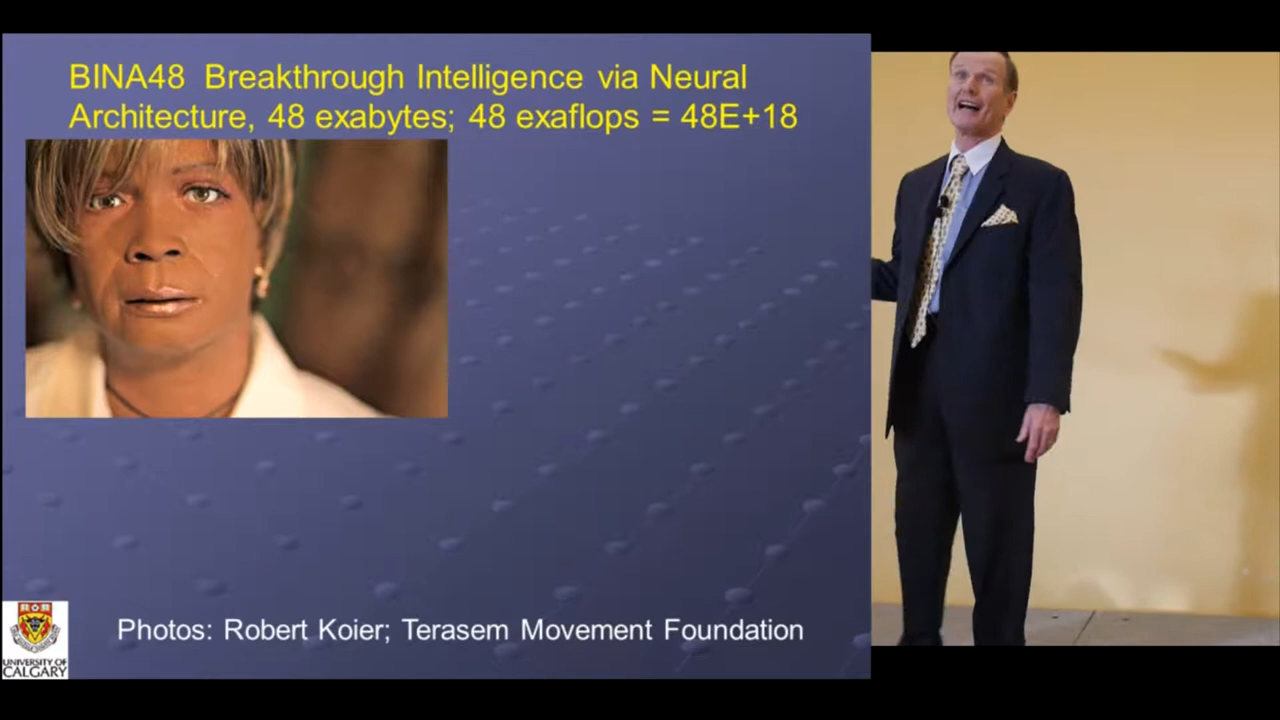 BINA48 Breakthrough Intelligence via Neural
Architecture, 48 exabytes; 48 exaflops = 48E+18
Photos: Robert Koier; Terasem Movement Foundation
UNIVERSITY OF
CALGARY